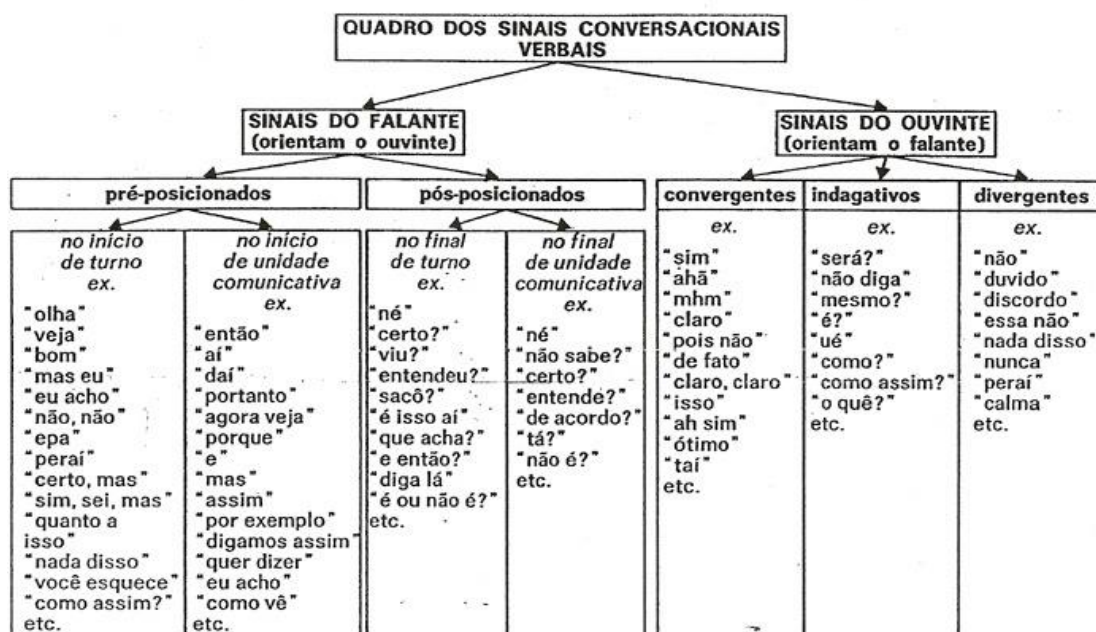 QUADRO DOS SINAIS CONVERSACIONAIS
VERBAIS
SINAIS DO FALANTE
(orientam o ouvinte)
SINAIS DO OUVINTE
(orientam o falante)
pré-posicionados
pós-posicionados
convergentes
indagativos
divergentes
no início
de turno
ex.
"olha"
"veja"
"bom"
"mas eu"
"eu acho"
"não, não"
"epa"
"peraí"
"certo, mas"
"sim, sei, mas"
"quanto a
isso"
"nada disso"
"você esquece"
"como assim?"
etc.
no início
de unidade
comunicativa
ex.
"então"
"aí"
"daí"
"portanto"
"agora veja"
"porque"
"e"
"mas"
"assim"
"por exemplo"
"digamos assim"
"quer dizer"
"eu acho"
"como vê"
etc.
no final
de turno
ex.
"né"
"certo?"
"viu?"
"entendeu?"
"sacô?"
"é isso aí"
"que acha?"
"e então?"
"diga lá"
"é ou não é?"
etc.
no final
de unidade
comunicativa
ex.
"né"
"não sabe?"
"certo?"
"entende?"
"de acordo?"
"tá?"
"não é?"
etc.
ex.
"sim"
"ahã"
"mhm"
"claro"
"pois não"
"de fato"
"claro, claro"
"isso"
"ah sim"
"ótimo"
"taí"
etc.
ex.
"será?"
"não diga"
"mesmo?"
"é?"
"ué"
"como?"
"como assim?"
"o quê?"
etc.
ex.
"não"
"duvido"
"discordo"
"essa não"
"nada disso"
"nunca"
"peraí"
"calma"
etc.